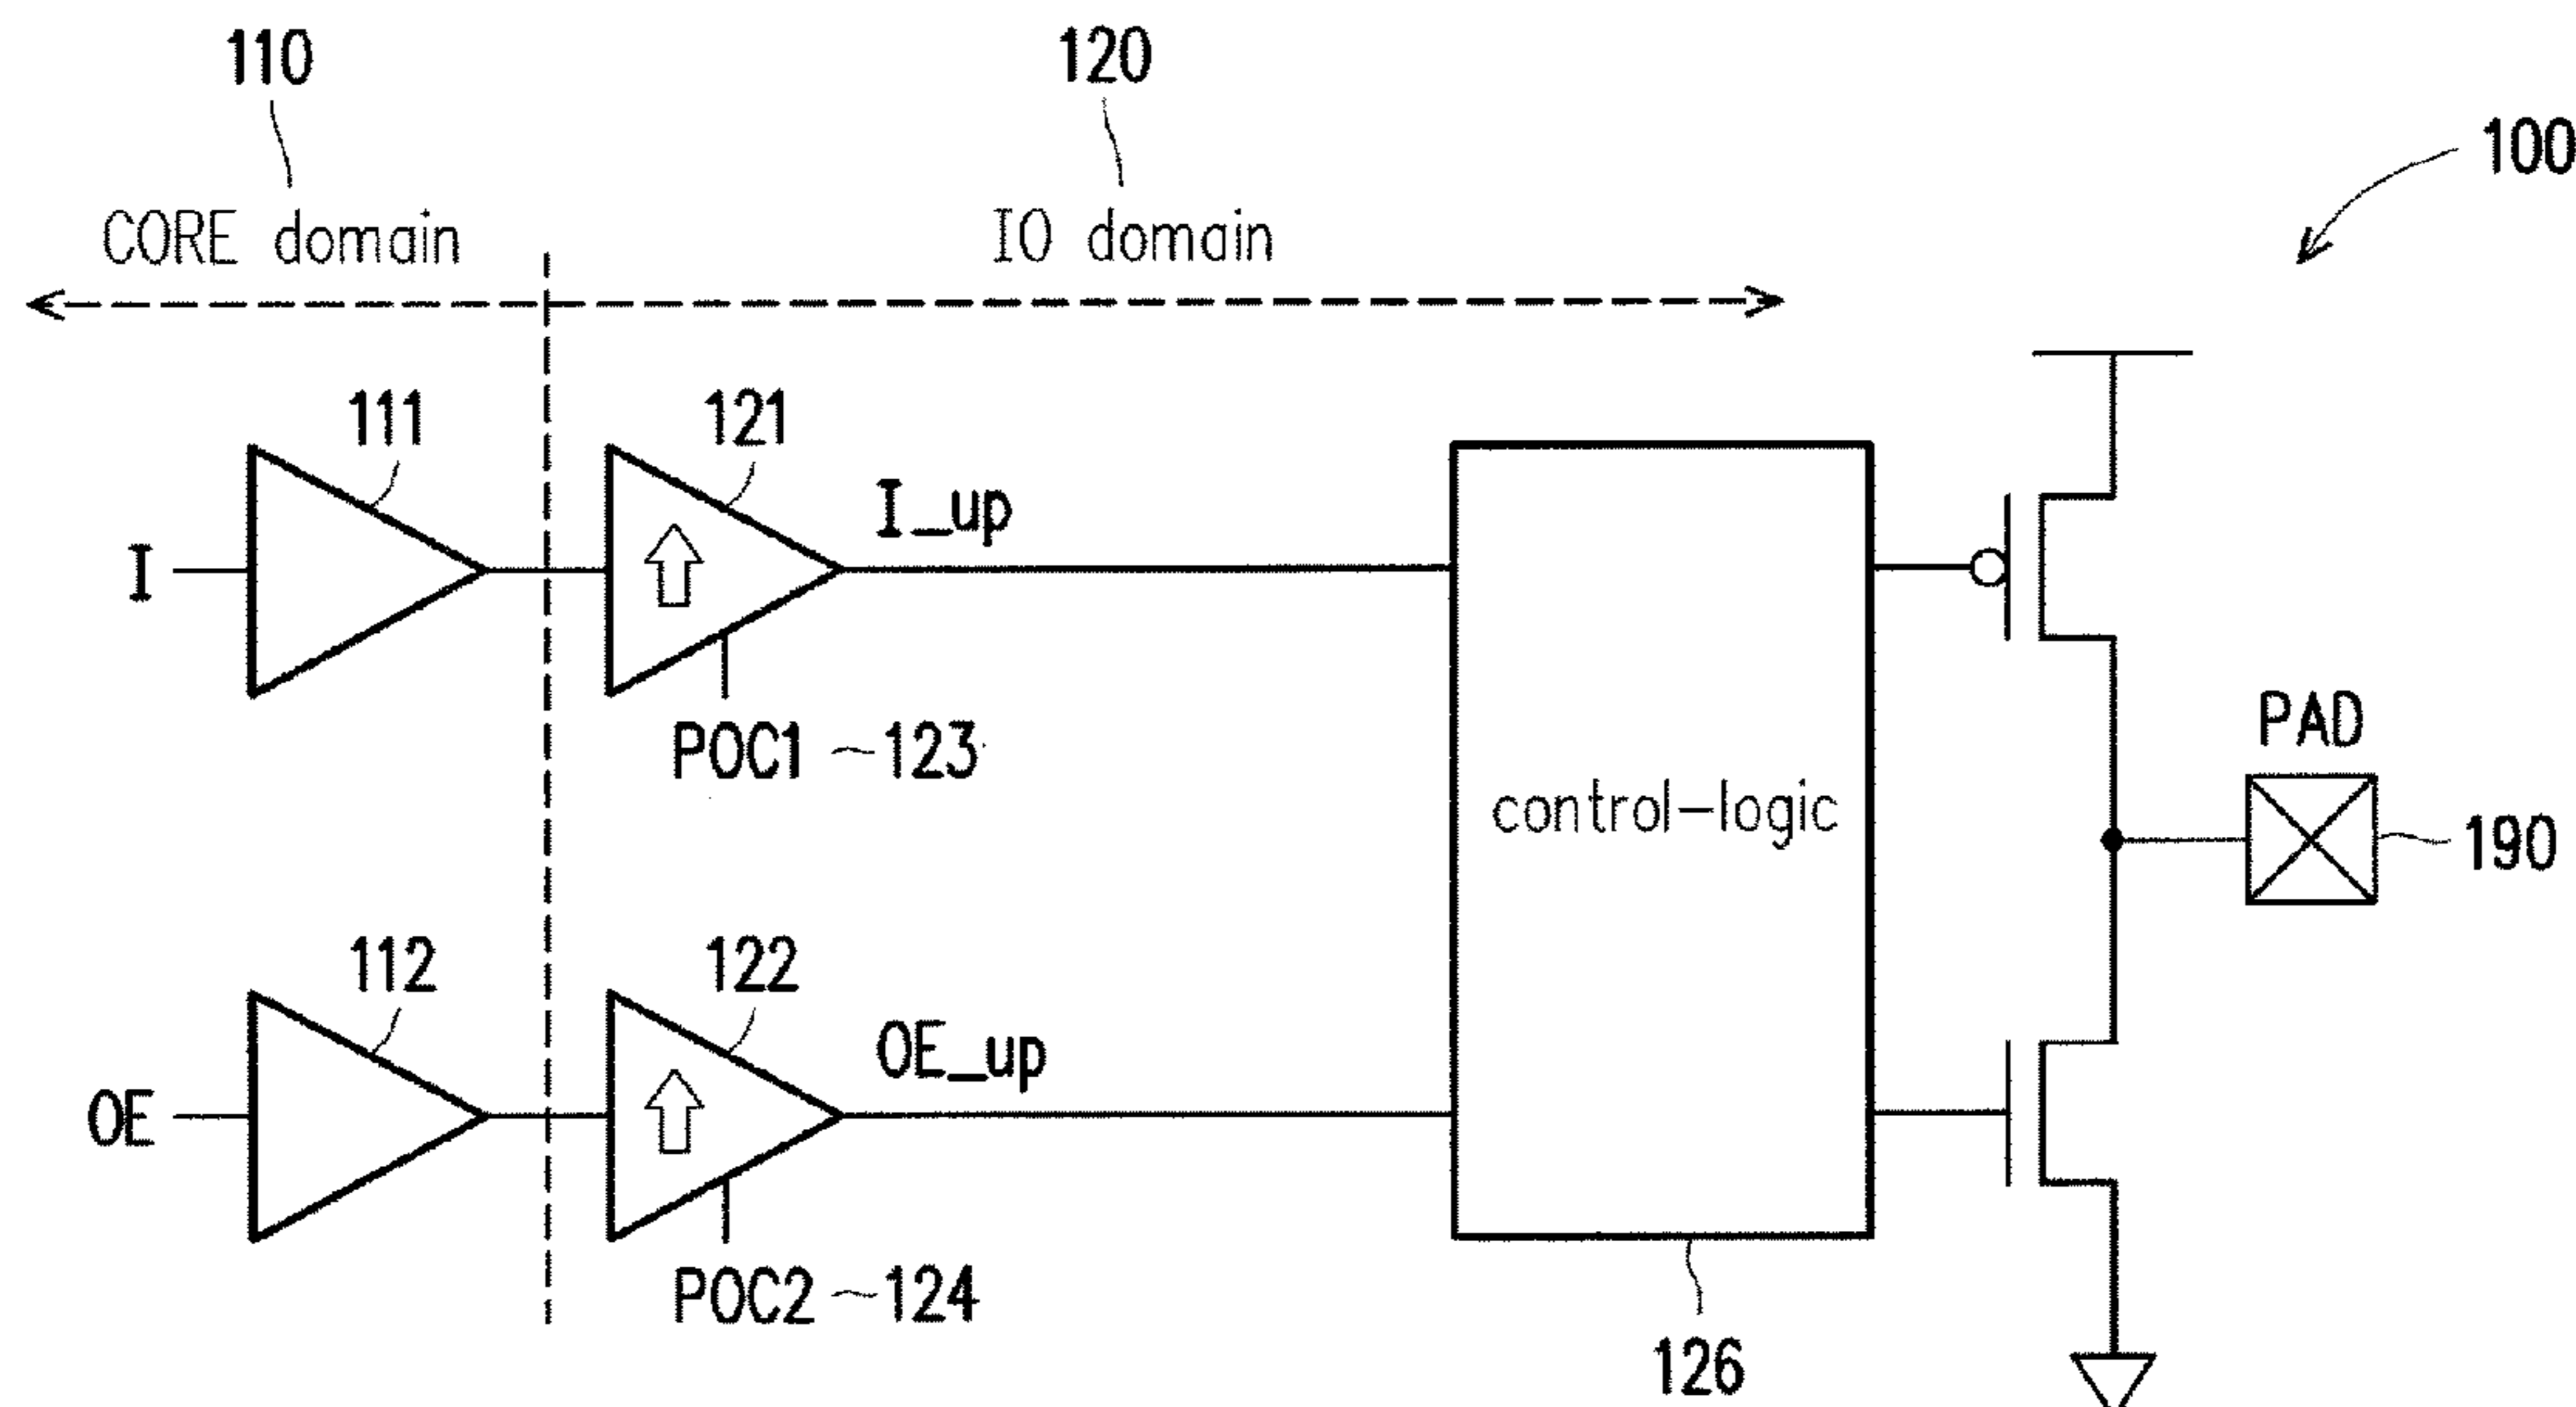 110
120
100
CORE domain
IO domain
111
121
I_up
I
POC1 ~123
control-logic
PAD
190
112
122
OE_up
OE
POC2 ~124
126